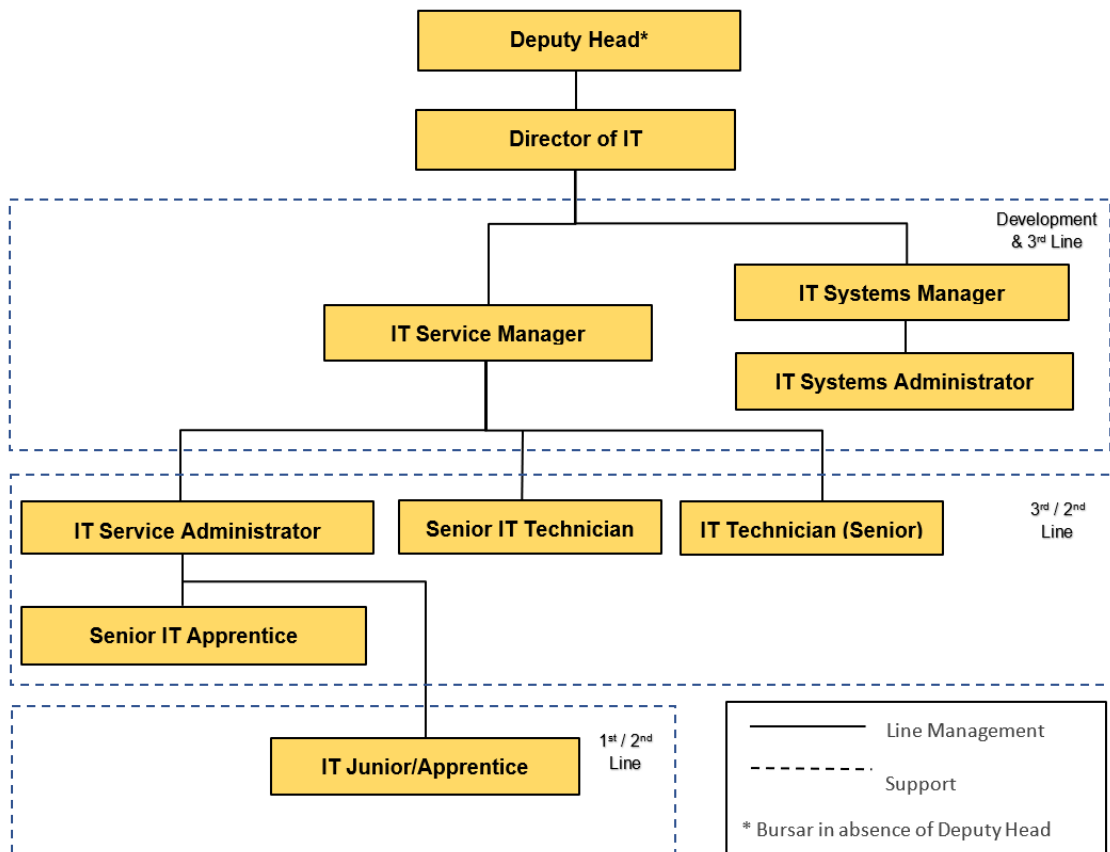 Deputy Head*
Director of IT
Development
& 3rd Line
IT Systems Manager
IT Service Manager
IT Systems Administrator
IT Service Administrator
Senior IT Technician
IT Technician (Senior)
3rd / 2nd
Line
Senior IT Apprentice
1st / 2nd
Line
IT Junior/Apprentice
Line Management
Support
* Bursar in absence of Deputy Head